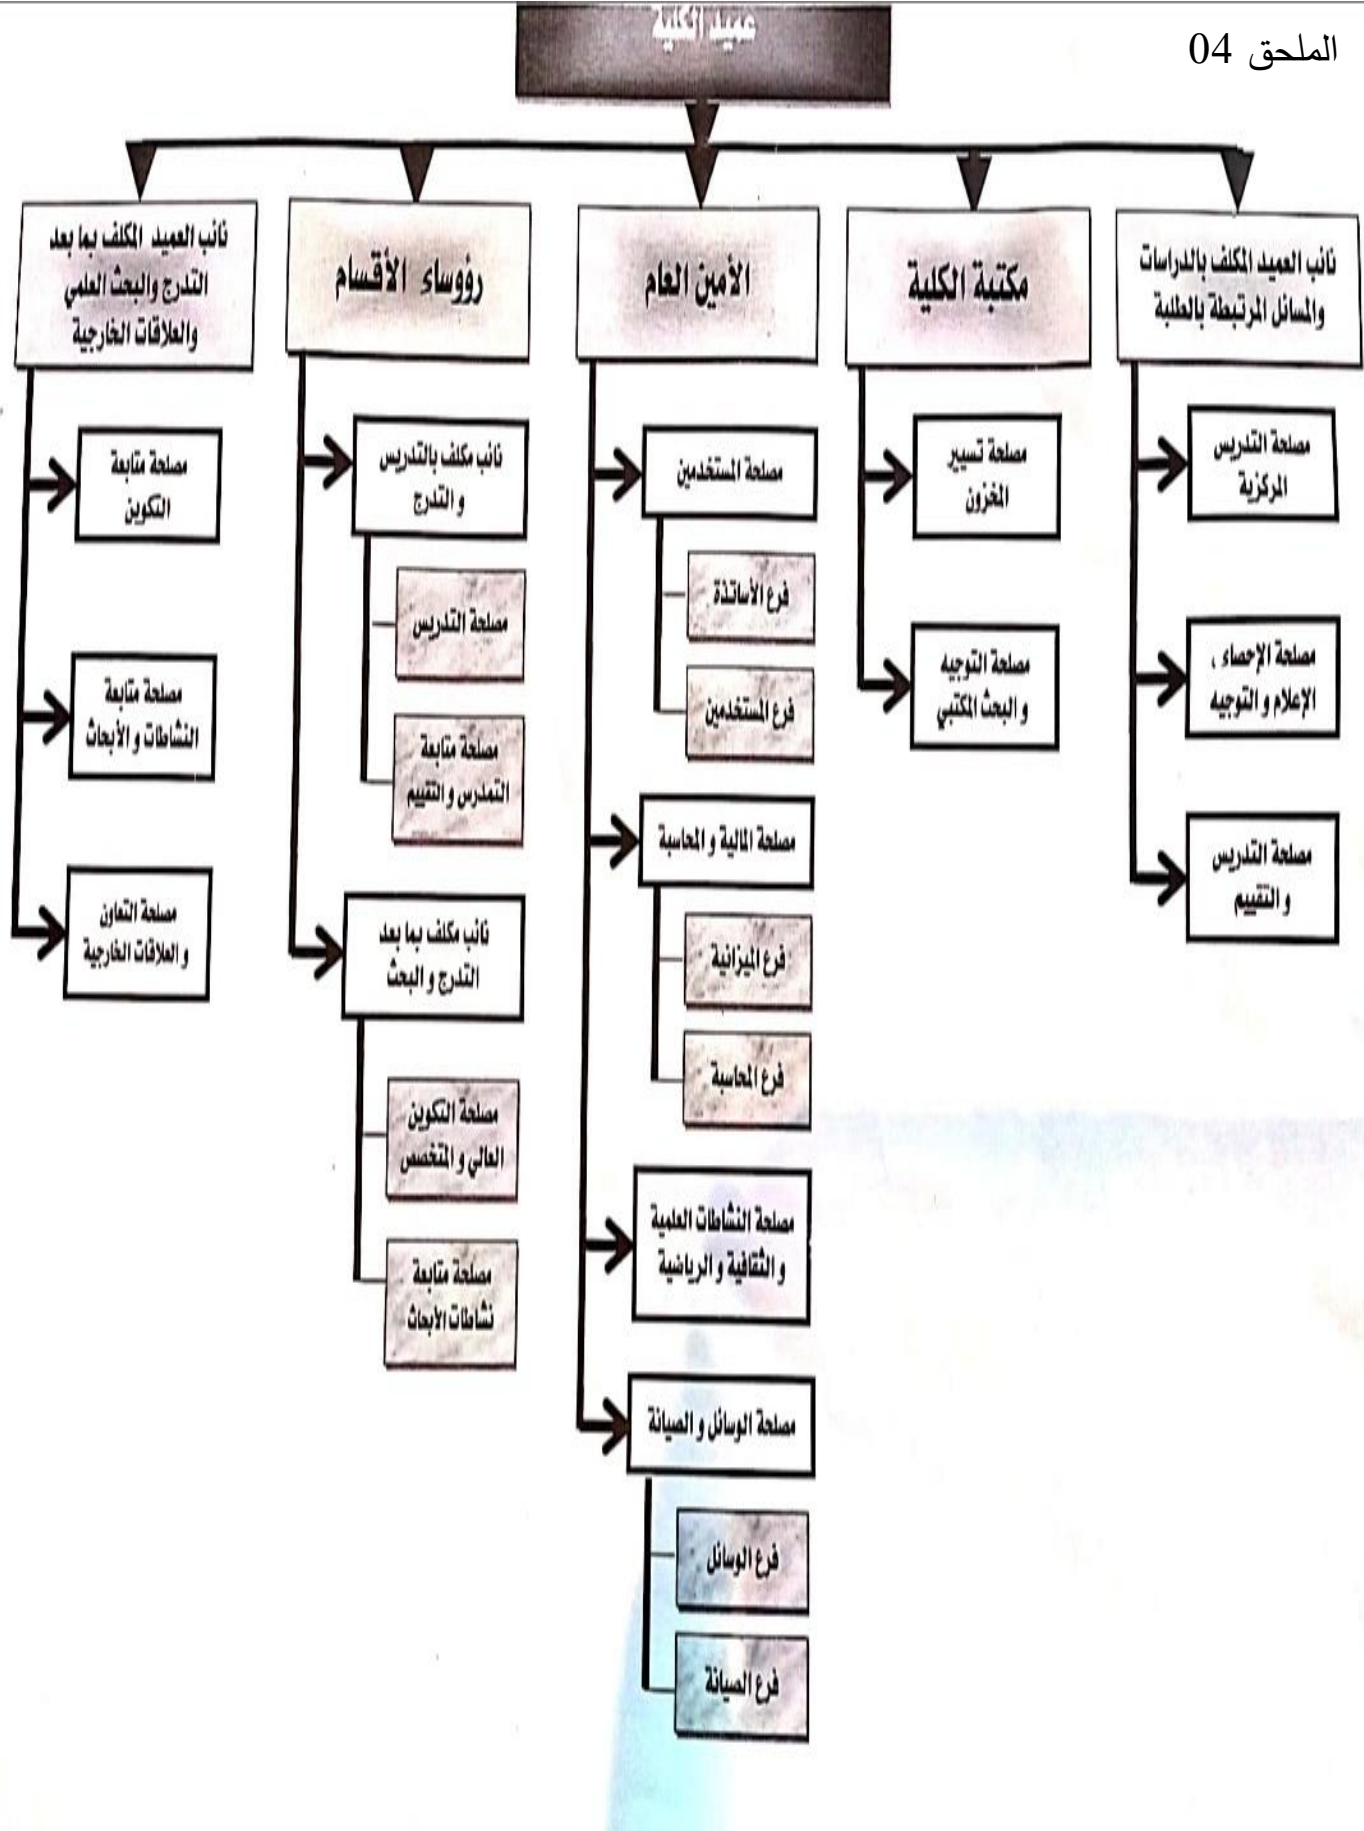 الملحق 04
عميد الكلية
نائب العميد المكلف بالدراسات
والمسائل المرتبطة بالطلبة
مصلحة التدريس
المركزية
مصلحة الإحصاء ،
الإعلام و التوجيه
مصلحة التدريس
و التقييم
مكتبة الكلية
مصلحة تسيير
المخزون
مصلحة التوجيه
و البحث المكتبي
الأمين العام
مصلحة المستخدمين
فرع الأساتذة
فرع المستخدمين
مصلحة المالية و المحاسبة
فرع الميزانية
فرع المحاسبة
مصلحة النشاطات العلمية
و الثقافية و الرياضية
مصلحة الوسائل و الصيانة
فرع الوسائل
فرع الصيانة
رؤوساء الأقسام
نائب مكلف بالتدريس
و التدرج
مصلحة التدريس
مصلحة متابعة
التمدرس و التقييم
نائب مكلف بما بعد
التدرج و البحث
مصلحة التكوين
العالي و المتخصص
مصلحة متابعة
نشاطات الأبحاث
نائب العميد المكلف بما بعد
التدرج والبحث العلمي
والعلاقات الخارجية
مصلحة متابعة
التكوين
مصلحة متابعة
النشاطات و الأبحاث
مصلحة التعاون
و العلاقات الخارجية